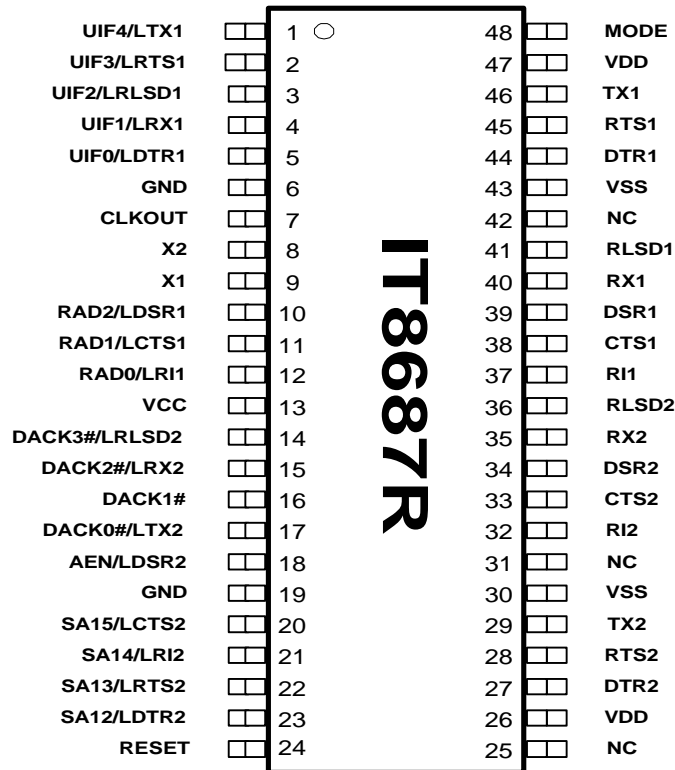 UIF4/LTX1 1 48 MODE
UIF3/LRTS1 2 47 VDD
UIF2/LRLSD1 3 46 TX1
UIF1/LRX1 4 45 RTS1
UIF0/LDTR1 5 44 DTR1
GND 6 43 VSS
CLKOUT 7 42 NC
X2 8 41 RLSD1
X1 9 40 RX1
RAD2/LDSR1 10 39 DSR1
RAD1/LCTS1 11 38 CTS1
RAD0/LRI1 12 37 RI1
VCC 13 36 RLSD2
DACK3#/LRLSD2 14 35 RX2
DACK2#/LRX2 15 34 DSR2
DACK1# 16 33 CTS2
DACK0#/LTX2 17 32 RI2
AEN/LDSR2 18 31 NC
GND 19 30 VSS
SA15/LCTS2 20 29 TX2
SA14/LRI2 21 28 RTS2
SA13/LRTS2 22 27 DTR2
SA12/LDTR2 23 26 VDD
RESET 24 25 NC
IT8687R